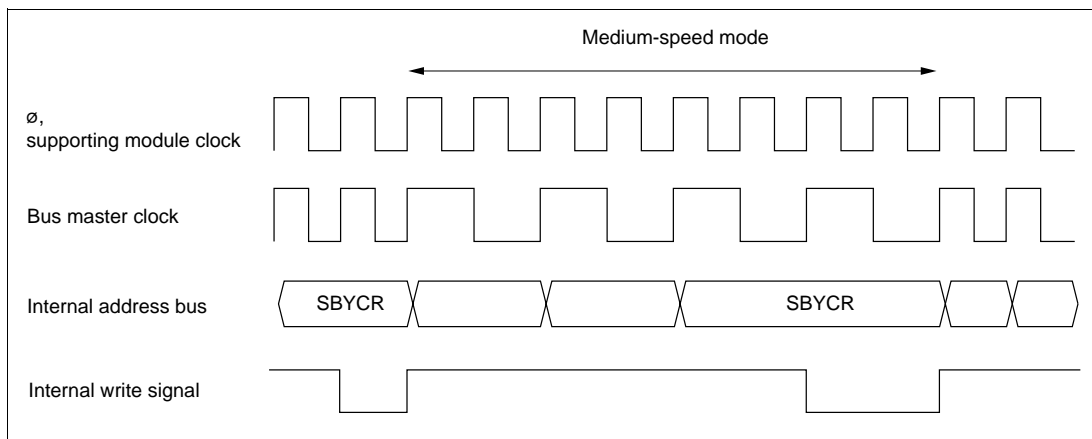 Medium-speed mode
ø,
supporting module clock
Bus master clock
Internal address bus
SBYCR
SBYCR
Internal write signal